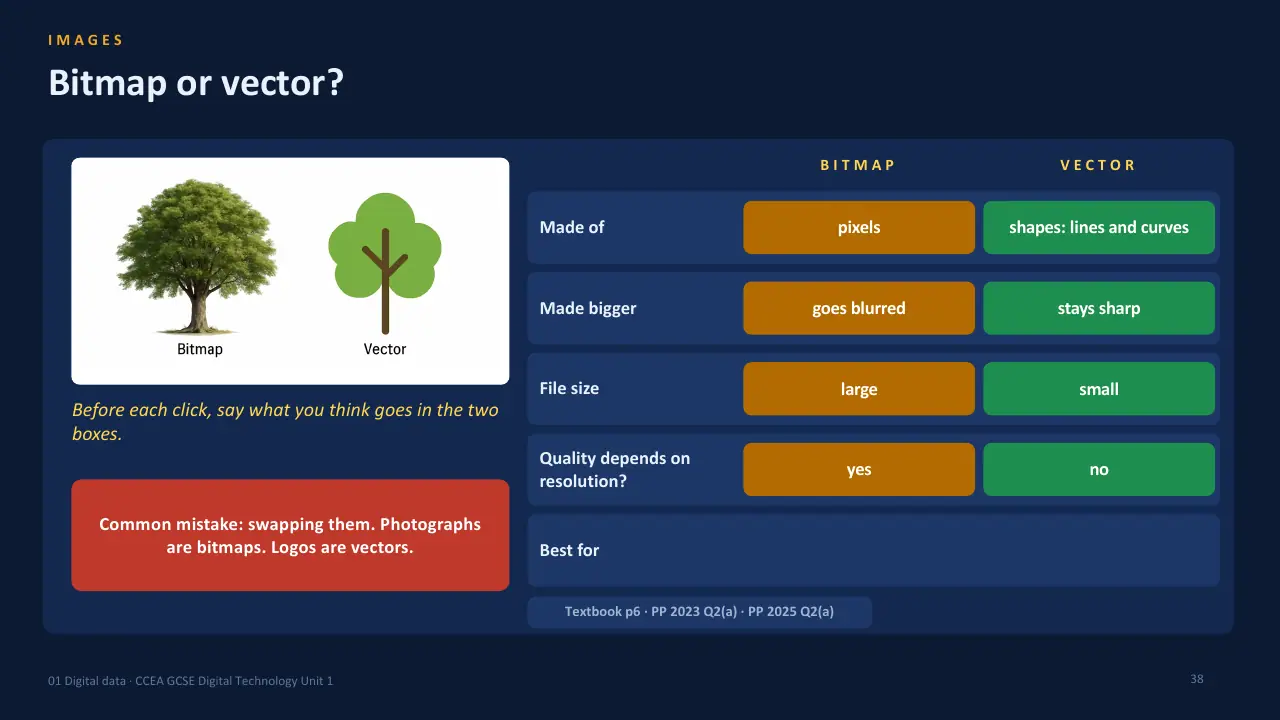 IMAGES
Bitmap or vector?
Bitmap
Vector
Before each click, say what you think goes in the two
boxes.
Common mistake: swapping them. Photographs
are bitmaps. Logos are vectors.
BITMAP
VECTOR
Made of
pixels
shapes: lines and curves
Made bigger
goes blurred
stays sharp
File size
large
small
Quality depends on
resolution?
yes
no
Best for
Textbook p6 · PP 2023 Q2(a) · PP 2025 Q2(a)
01 Digital data · CCEA GCSE Digital Technology Unit 1
38